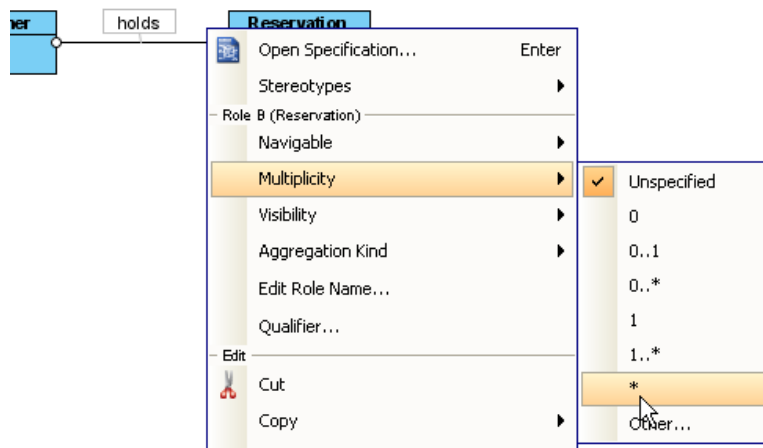 holds
Reservation
Open Specification... Enter
Stereotypes
Role B (Reservation)
Navigable
Multiplicity
Visibility
Aggregation Kind
Edit Role Name...
Qualifier...
Edit
Cut
Copy
Unspecified
0
0..1
0..*
1
1..*
*
Other...